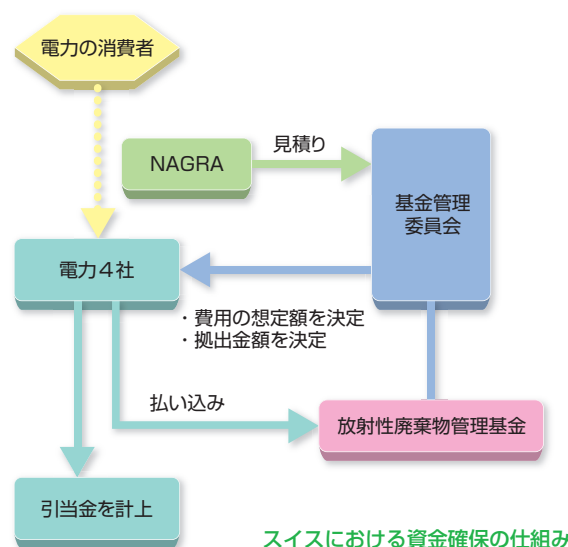 電力の消費者
見積り
NAGRA
基金管理
委員会
電力4社
・費用の想定額を決定
・拠出金額を決定
払い込み
放射性廃棄物管理基金
引当金を計上
スイスにおける資金確保の仕組み